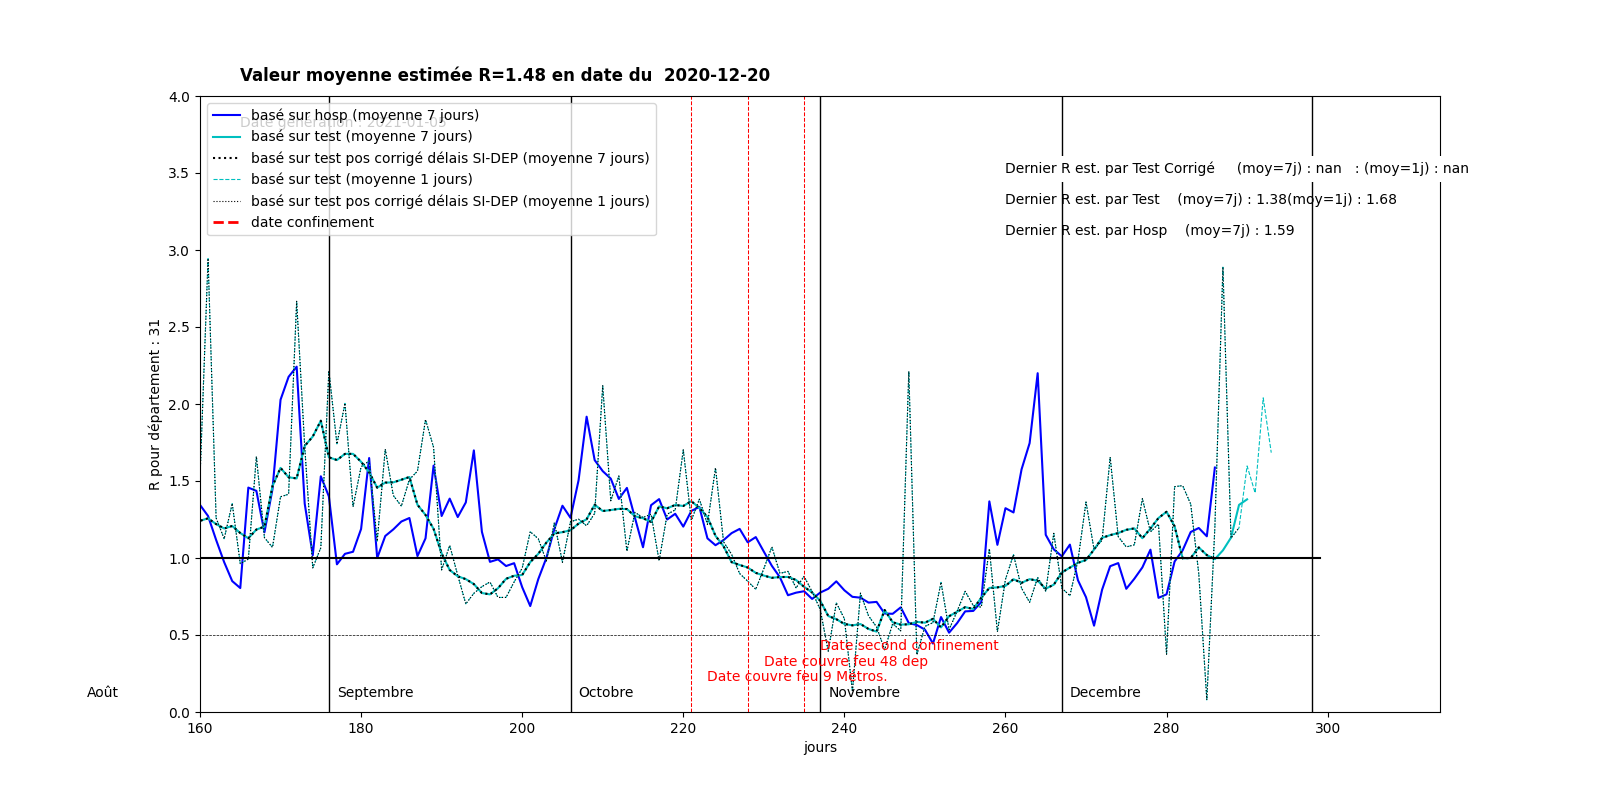 Valeur moyenne estimée R=1.48 en date du  2020-12-20
4.0
basé sur hosp (moyenne 7 jours)
Date génération : 2021-01-05
basé sur test (moyenne 7 jours)
basé sur test pos corrigé délais SI-DEP (moyenne 7 jours)
basé sur test (moyenne 1 jours)
basé sur test pos corrigé délais SI-DEP (moyenne 1 jours)
date confinement
Dernier R est. par Test Corrigé     (moy=7j) : nan   : (moy=1j) : nan
Dernier R est. par Test    (moy=7j) : 1.38(moy=1j) : 1.68
Dernier R est. par Hosp    (moy=7j) : 1.59
3.5
3.0
2.5
2.0
1.5
1.0
0.5
0.0
R pour département : 31
Date second confinement
Date couvre feu 48 dep
Date couvre feu 9 Métros.
Août Septembre Octobre Novembre Decembre
160 180 200 220 240 260 280 300
jours